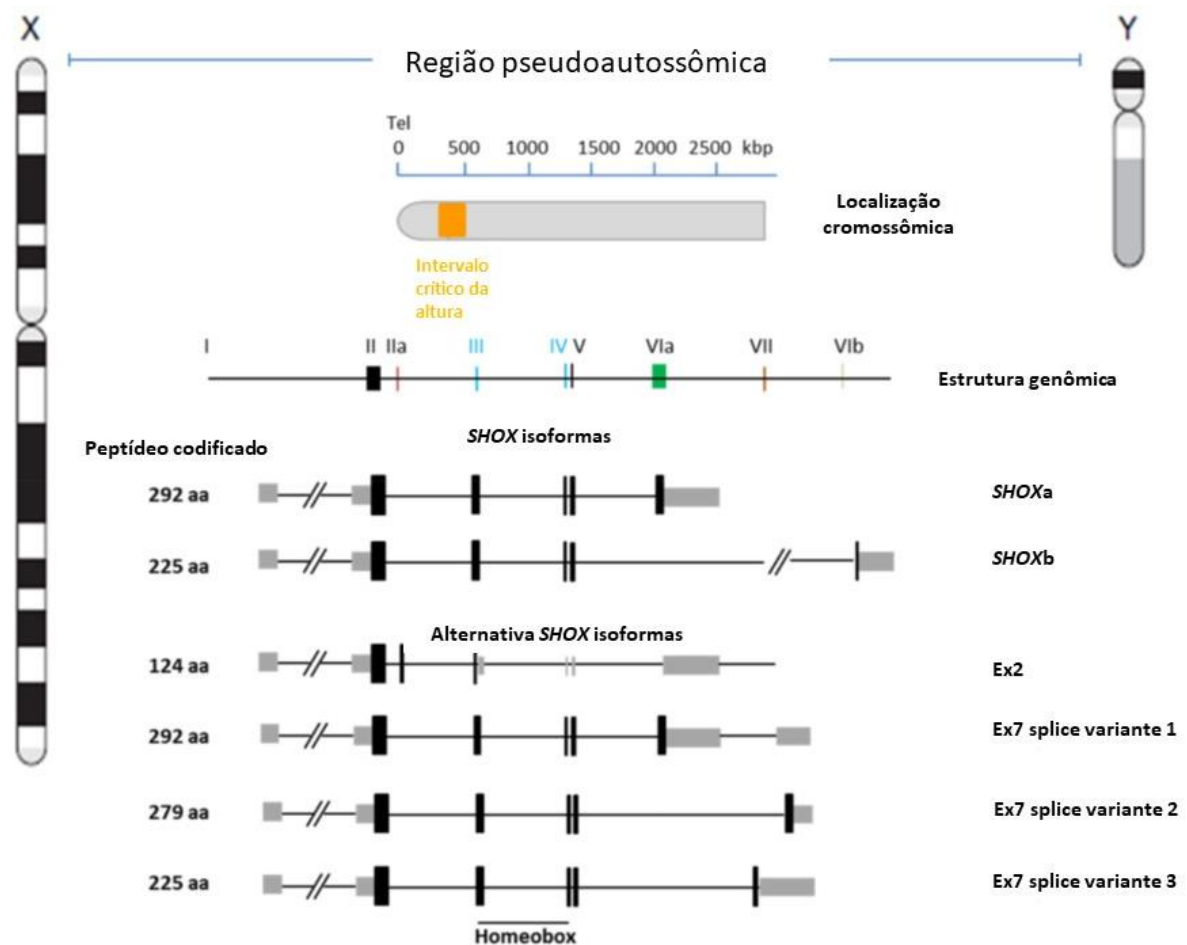 X
Y
Região pseudoautossômica
Tel
0 500 1000 1500 2000 2500 kbp
Localização
cromossômica
Intervalo
crítico da
altura
I II IIa III IV V VIa VII VIb
Estrutura genômica
SHOX isoformas
Peptídeo codificado
292 aa SHOXa
225 aa SHOXb
Alternativa SHOX isoformas
124 aa Ex2
292 aa Ex7 splice variante 1
279 aa Ex7 splice variante 2
225 aa Ex7 splice variante 3
Homeobox